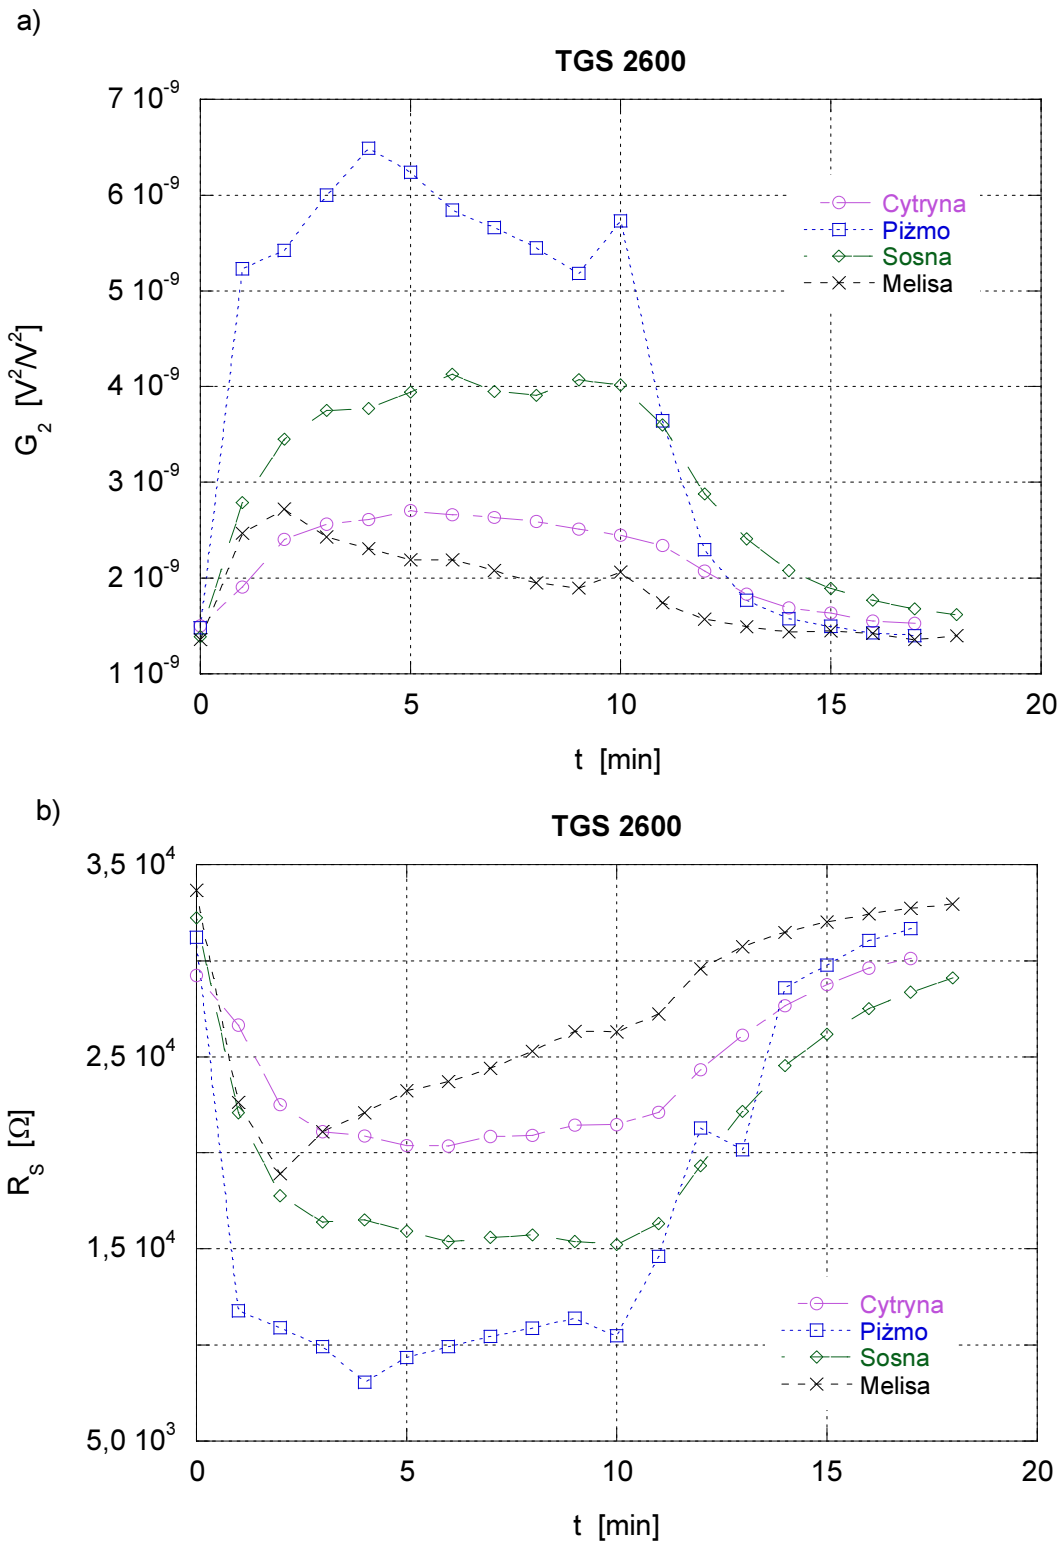 a)
TGS 2600
7 10⁻⁹
6 10⁻⁹
5 10⁻⁹
4 10⁻⁹
3 10⁻⁹
2 10⁻⁹
1 10⁻⁹
G₂ [V²/V²]
Cytryna
Piżmo
Sosna
Melisa
0 5 10 15 20
t [min]
b)
TGS 2600
3,5 10⁴
2,5 10⁴
1,5 10⁴
5,0 10³
Rₛ [Ω]
Cytryna
Piżmo
Sosna
Melisa
0 5 10 15 20
t [min]